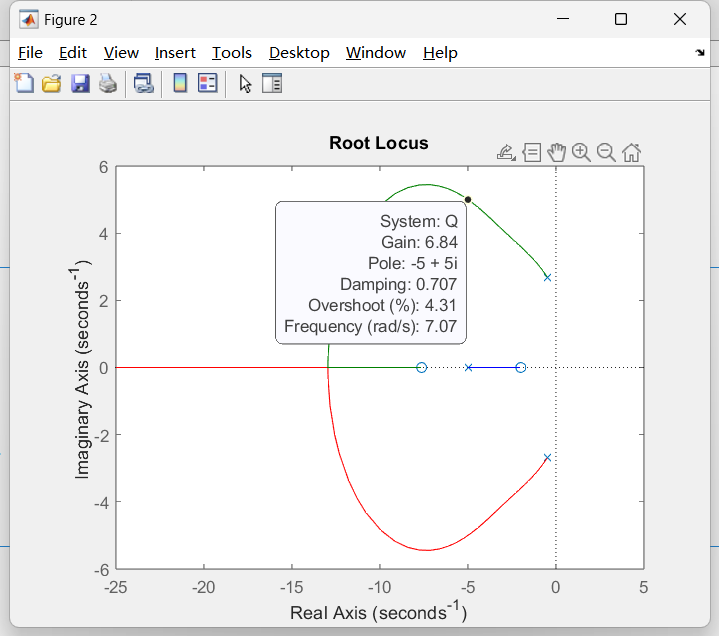 Figure 2
File Edit View Insert Tools Desktop Window Help
Root Locus
System: Q
Gain: 6.84
Pole: -5 + 5i
Damping: 0.707
Overshoot (%): 4.31
Frequency (rad/s): 7.07
6
4
2
0
-2
-4
-6
Imaginary Axis (seconds⁻¹)
-25 -20 -15 -10 -5 0 5
Real Axis (seconds⁻¹)